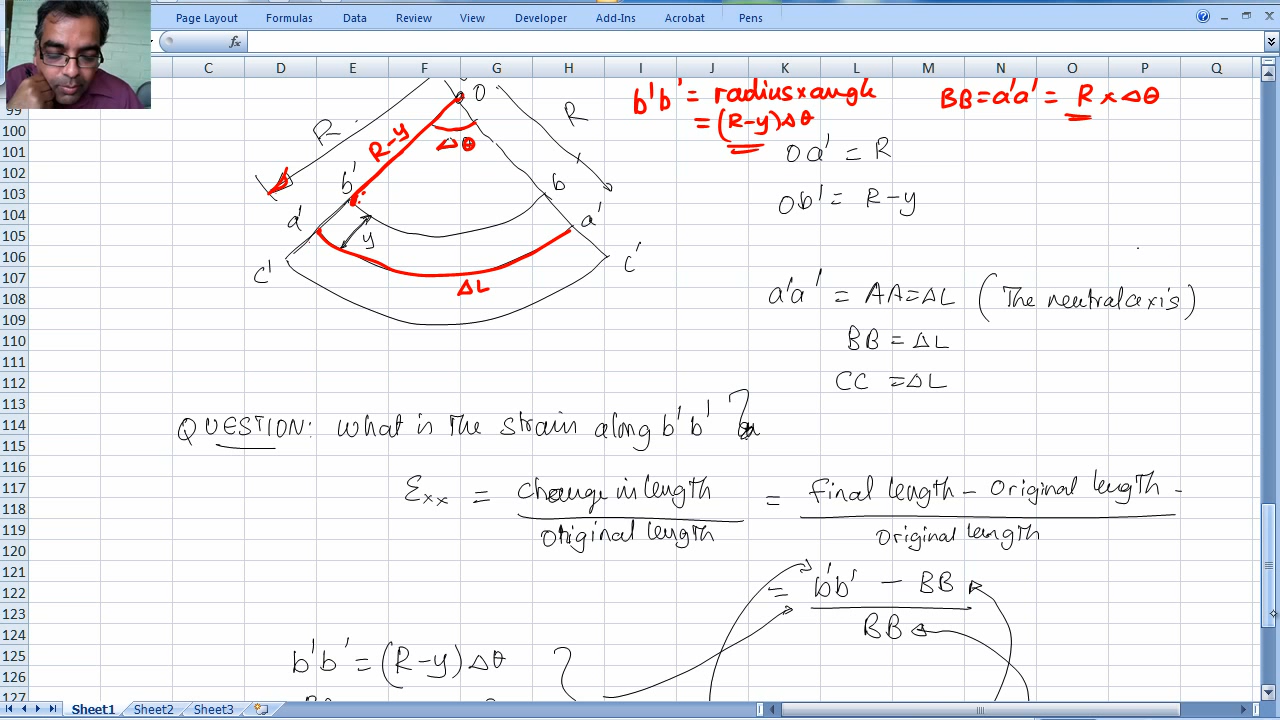 Page Layout Formulas Data Review View Developer Add-Ins Acrobat Pens
fx
C D E F G H I J K L M N O P Q
99
100
101
102
103
104
105
106
107
108
109
110
111
112
113
114
115
116
117
118
119
120
121
122
123
124
125
126
127
O
R
R
R-y
Δθ
b'
b'
a'
a'
y
c'
c'
ΔL
b'b' = radius x angle
= (R-y)Δθ
BB = a'a' = R x Δθ
Oa' = R
Ob' = R-y
a'a' = AA = ΔL (The neutral axis)
BB = ΔL
CC = ΔL
QUESTION: What is the strain along b'b' ?
Ɛxx = Change in length / Original length = Final length - Original length / Original length
= b'b' - BB / BB
b'b' = (R-y) Δθ
Sheet1 Sheet2 Sheet3